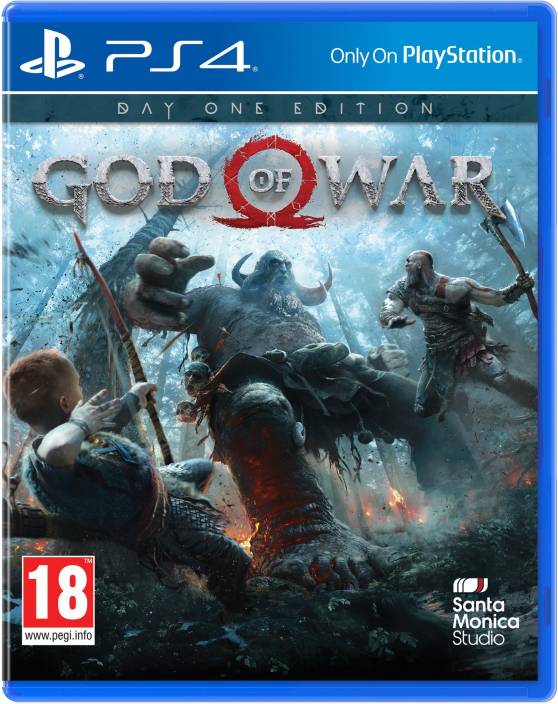 PS4
Only On PlayStation
DAY ONE EDITION
GOD OF WAR
18
www.pegi.info
Santa
Monica
Studio